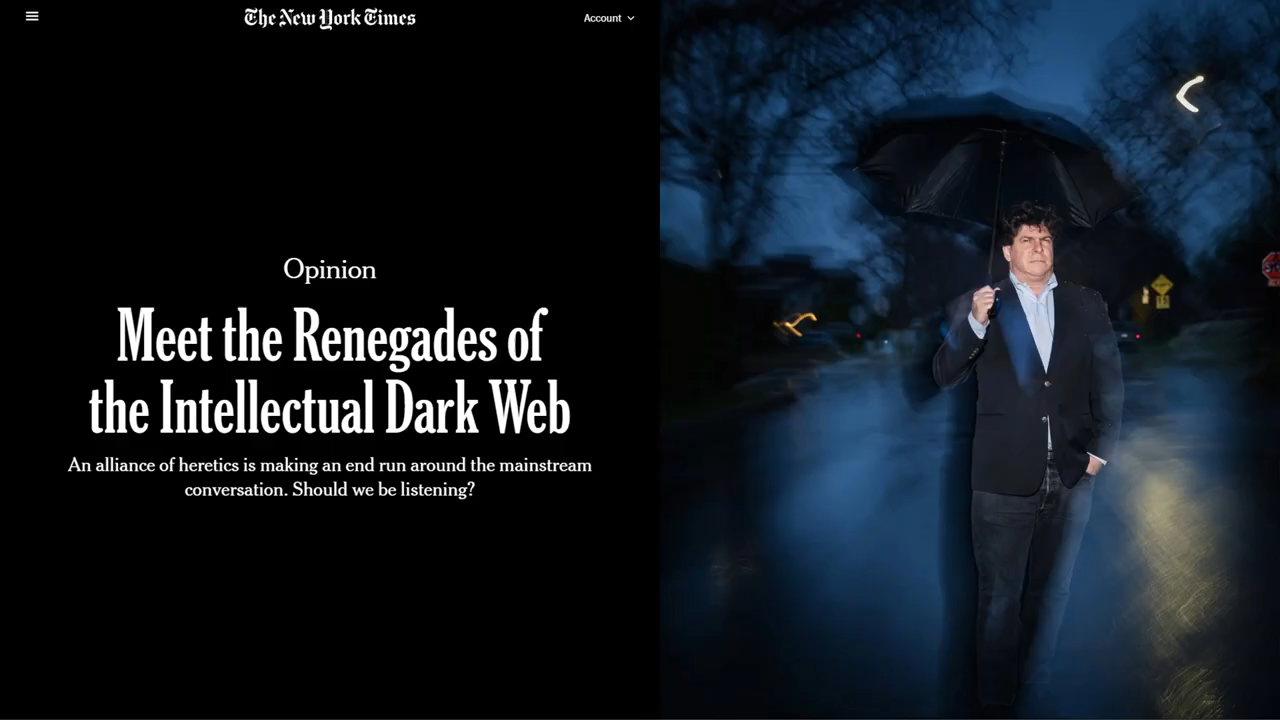 The New York Times
Account
Opinion
Meet the Renegades of
the Intellectual Dark Web
An alliance of heretics is making an end run around the mainstream
conversation. Should we be listening?